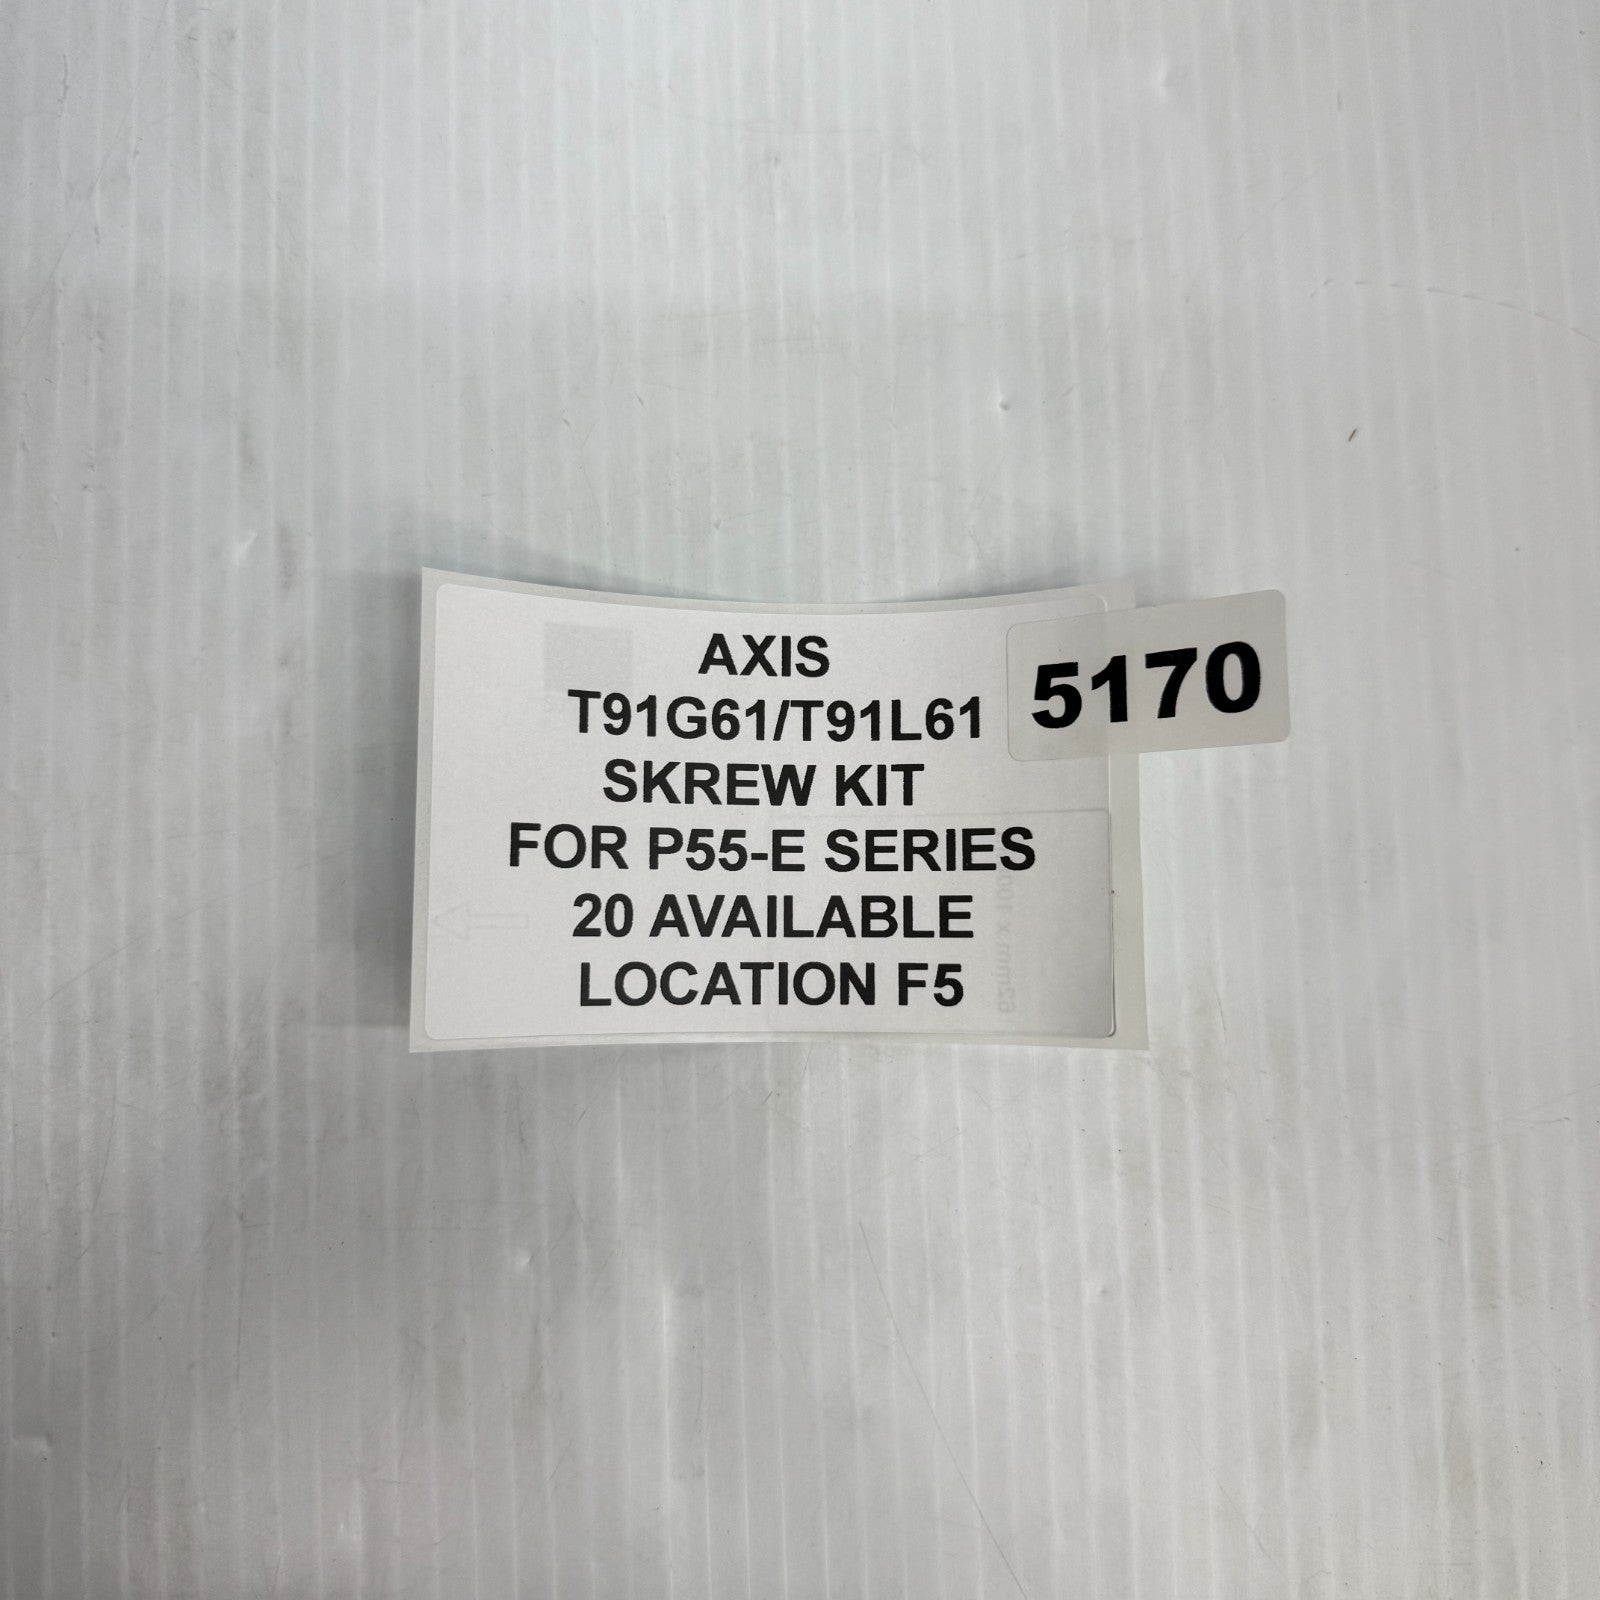 AXIS
T91G61/T91L61
SKREW KIT
FOR P55-E SERIES
20 AVAILABLE
LOCATION F5
5170